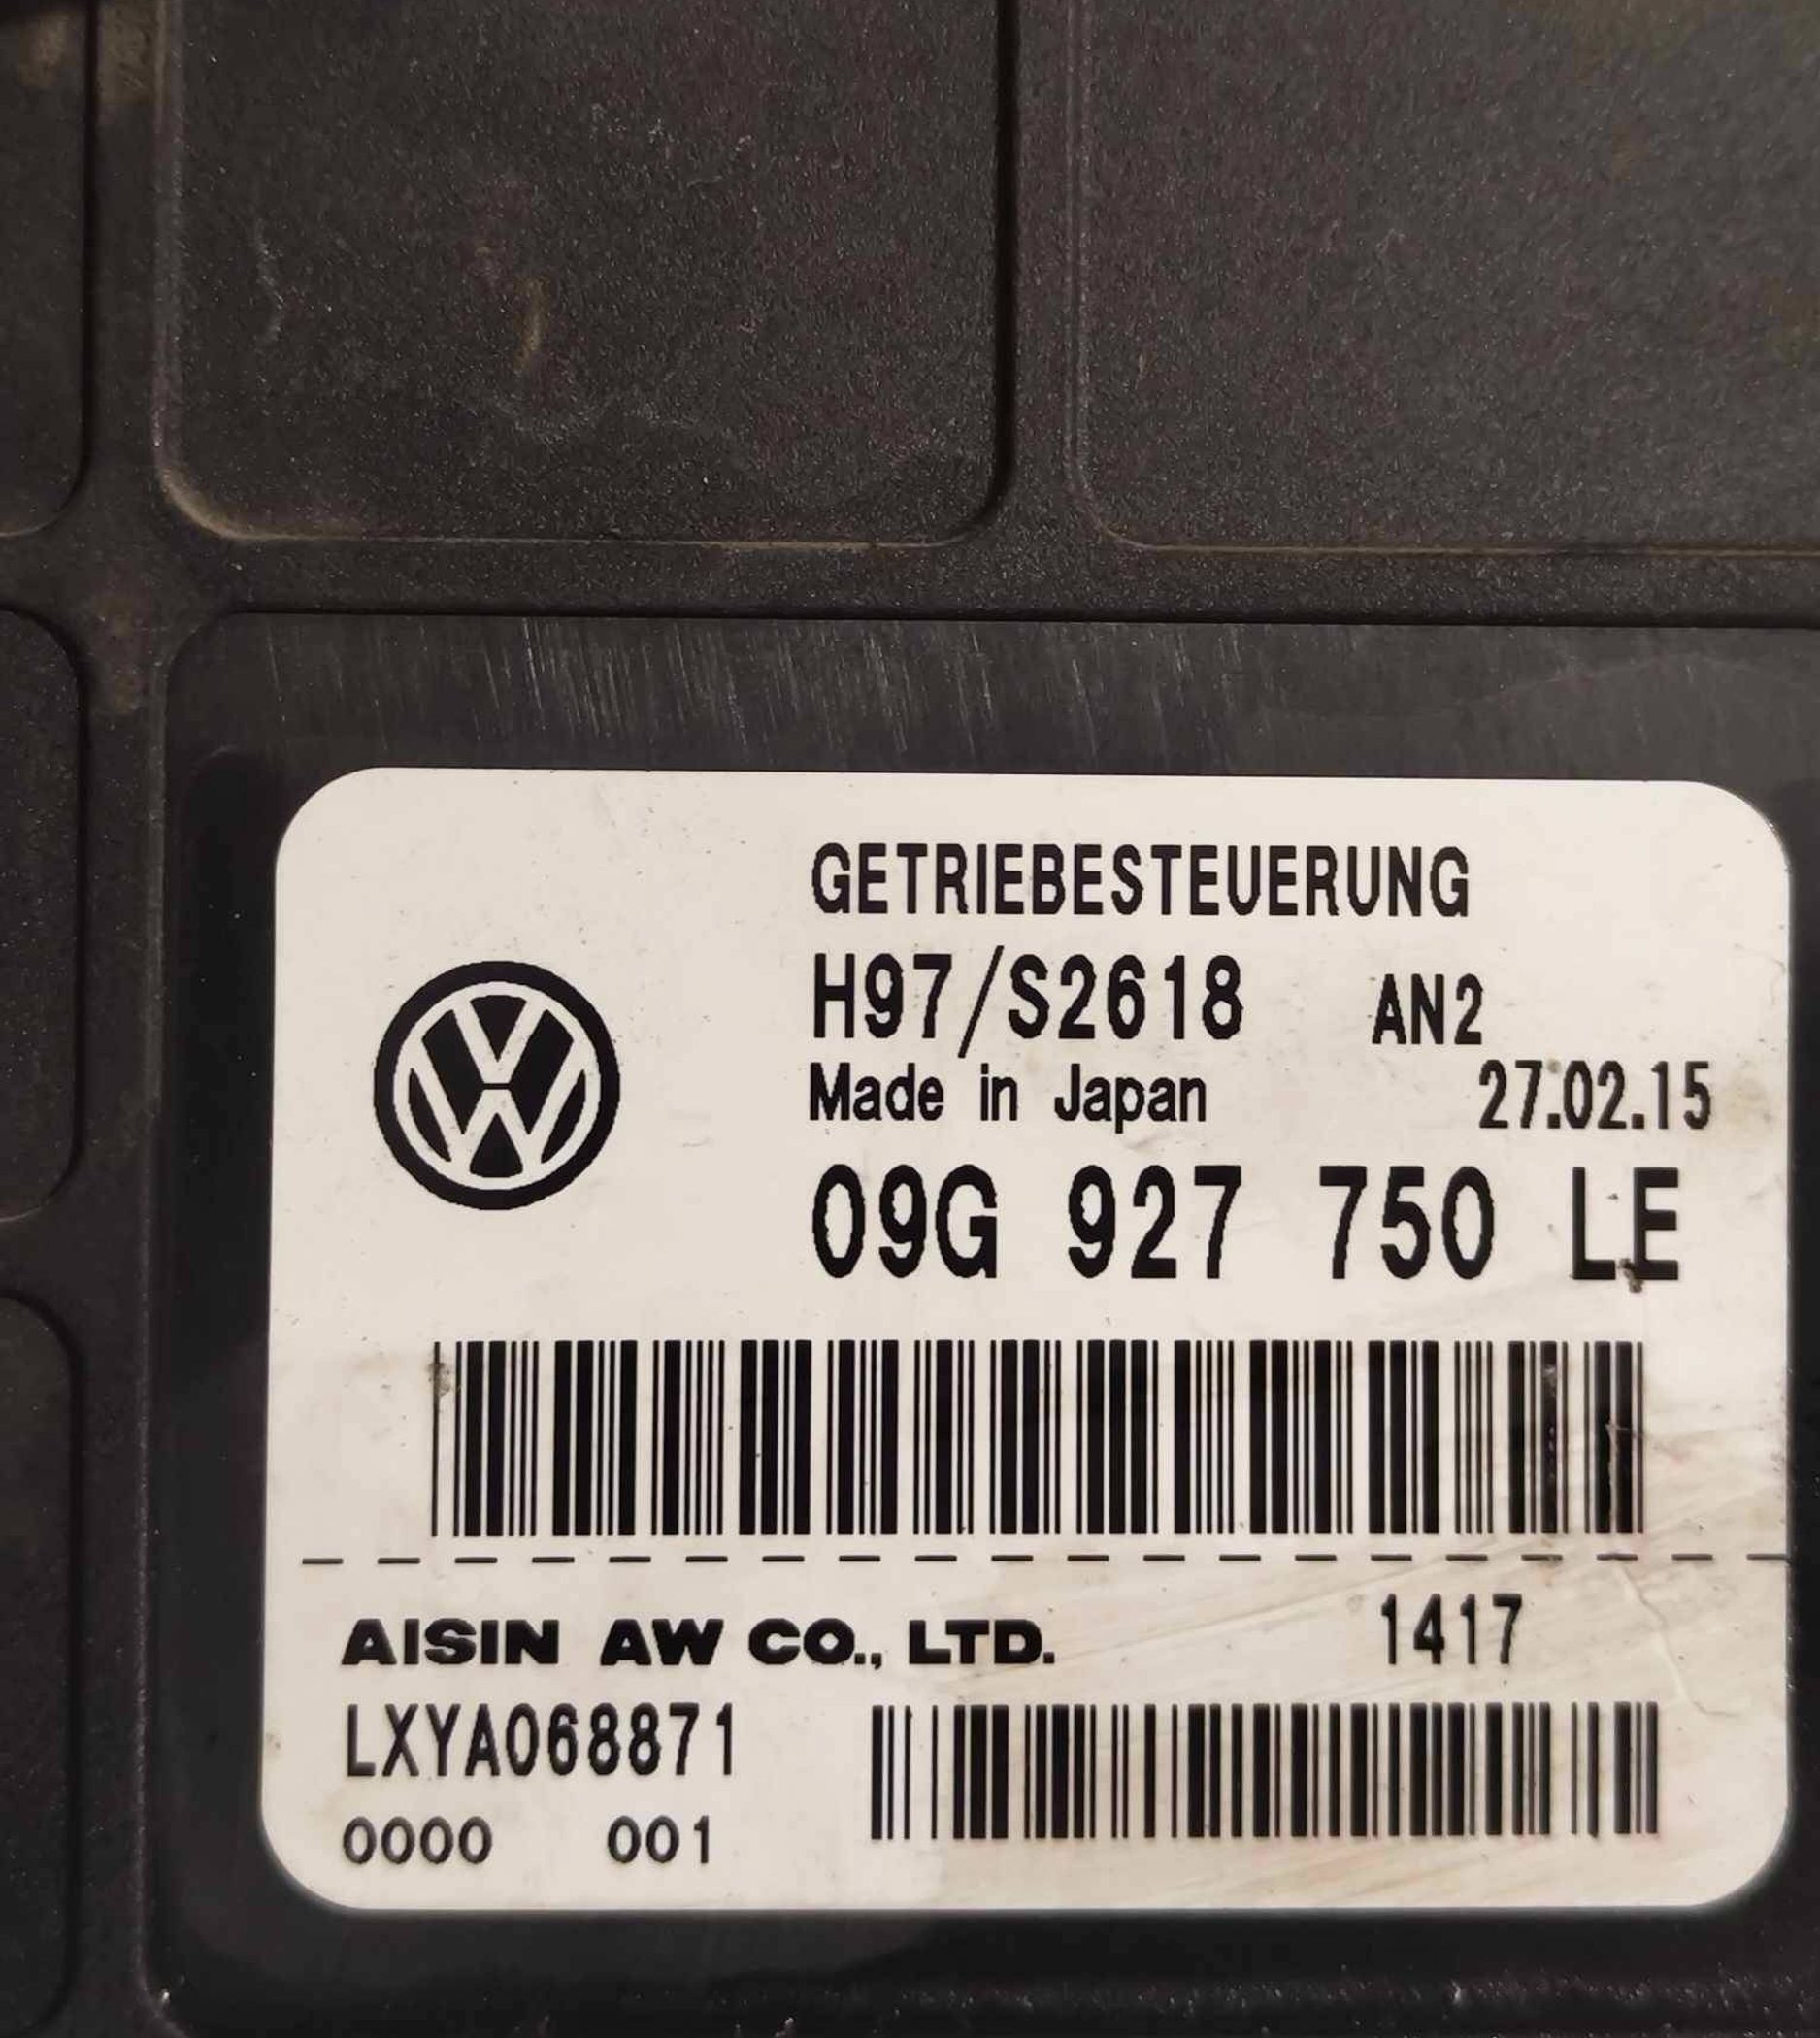 GETRIEBESTEUERUNG
H97/S2618 AN2
Made in Japan 27.02.15
09G 927 750 LE
AISIN AW CO., LTD. 1417
LXYA068871
0000 001